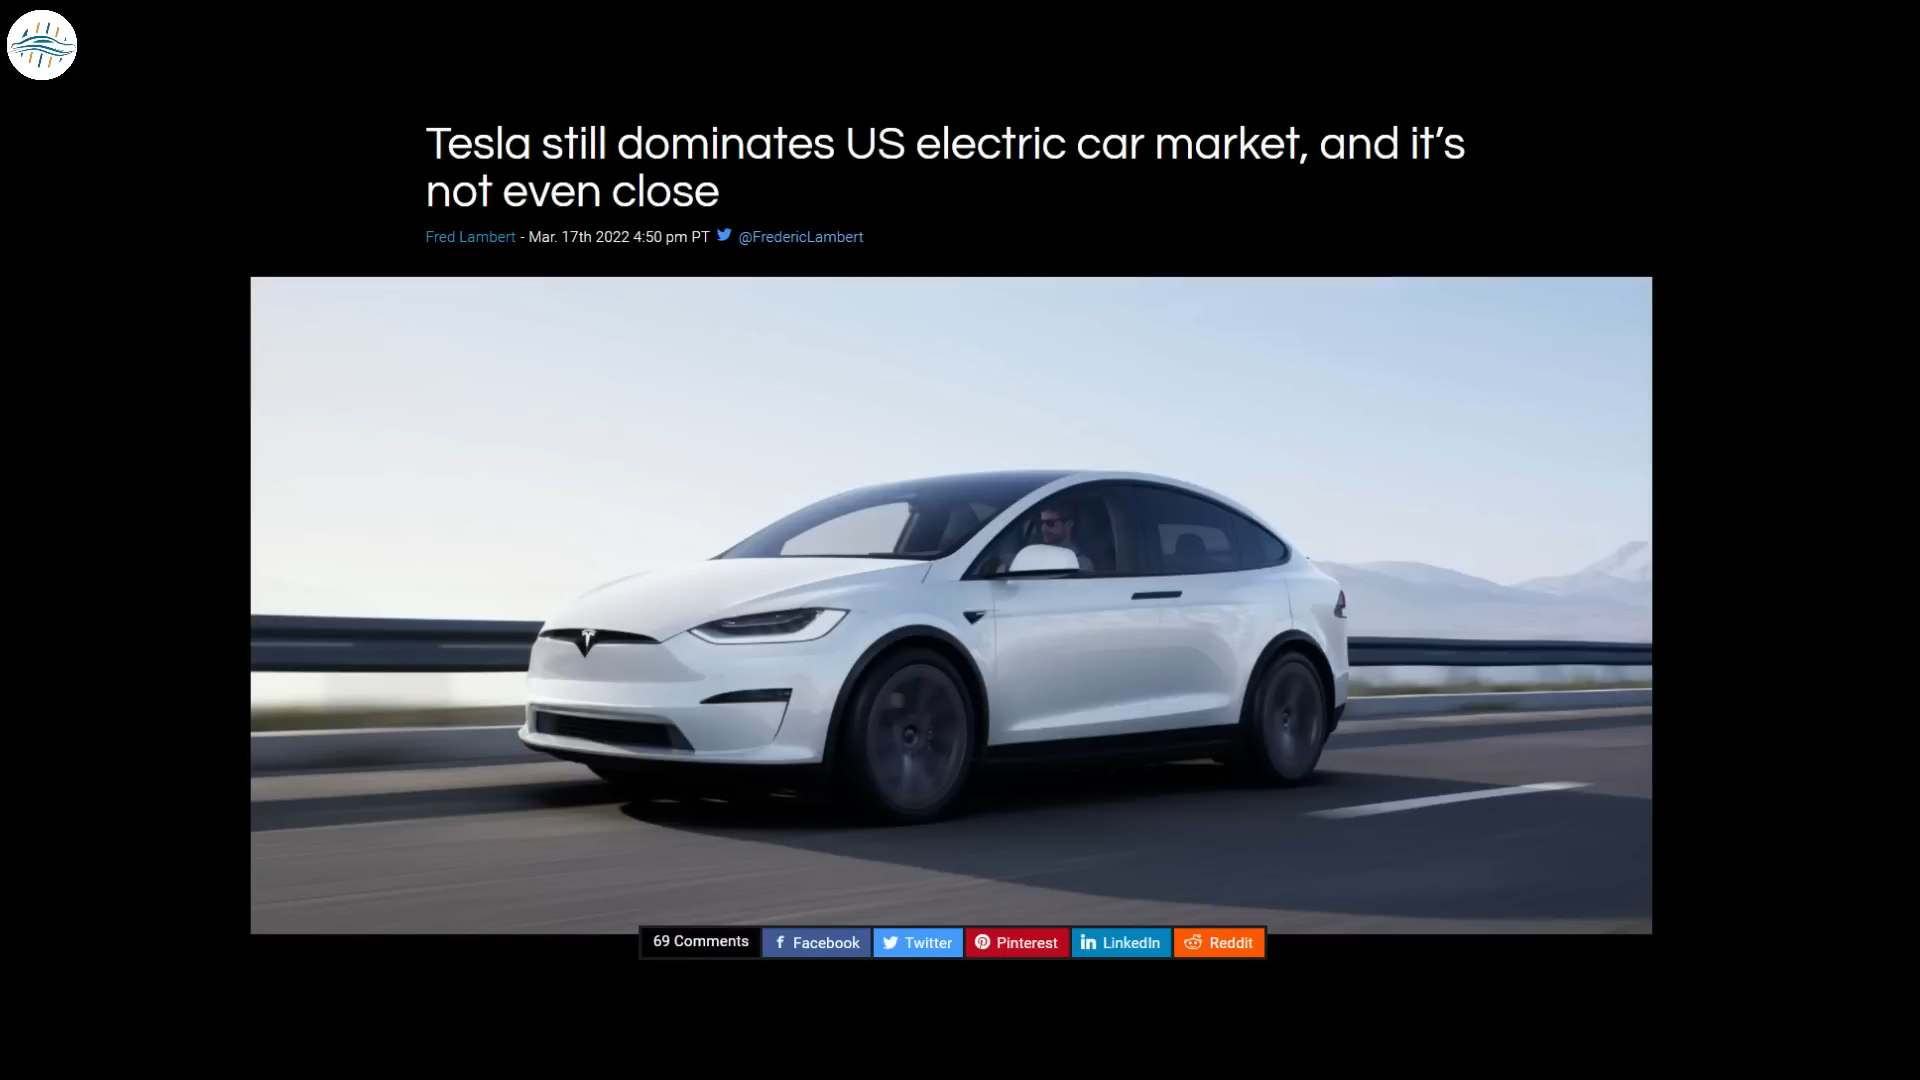 Tesla still dominates US electric car market, and it’s
not even close
Fred Lambert - Mar. 17th 2022 4:50 pm PT @FredericLambert
69 Comments Facebook Twitter Pinterest LinkedIn Reddit